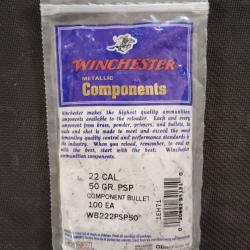 WINCHESTER
METALLIC
Components
Winchester makes the highest quality ammunition
components available to the reloader. Each and every
component from brass, powder, primers, bullets, to
wads and shot is made to meet and exceed the most
demanding quality control and performance standards in
the industry. When you reload, remember, to end up
with the best, start with the best. Winchester
ammunition components.
22 CAL
50 GR. PSP
COMPONENT BULLET
100 EA
WB222PSP50
1EH71